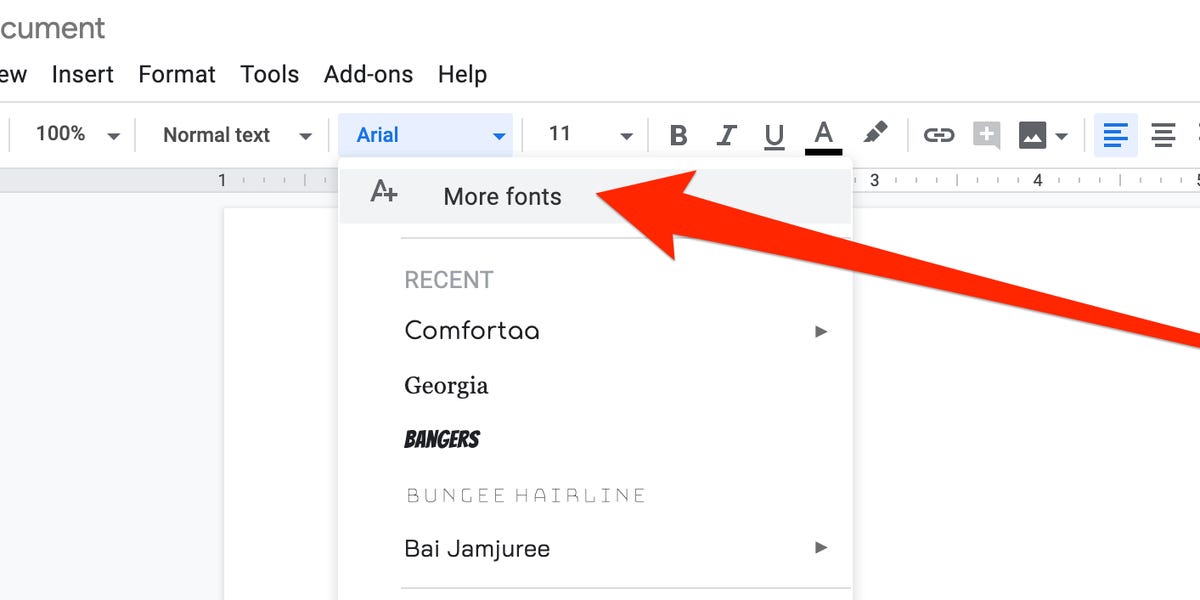 cument
ew Insert Format Tools Add-ons Help
100% Normal text Arial 11 B I U A
1 3 4 5
A+ More fonts
RECENT
Comfortaa
Georgia
BANGERS
BUNGEE HAIRLINE
Bai Jamjuree